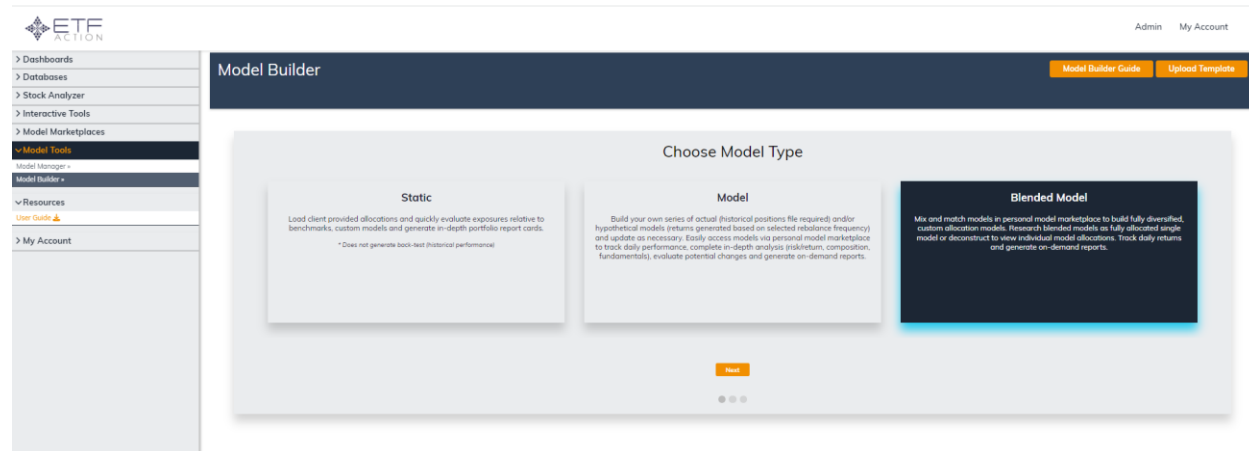 ETF
ACTION
Admin My Account
> Dashboards
> Databases
> Stock Analyzer
> Interactive Tools
> Model Marketplaces
Model Tools
Model Manager »
Model Builder »
Resources
User Guide
> My Account
Model Builder
Model Builder Guide
Upload Template
Choose Model Type
Static
Load client provided allocations and quickly evaluate exposures relative to
benchmarks, custom models and generate in-depth portfolio report cards.
* Does not generate back-test (historical performance)
Model
Build your own series of actual (historical positions file required) and/or
hypothetical models (returns generated based on selected rebalance frequency)
and update as necessary. Easily access models via personal model marketplace
to track daily performance, complete in-depth analysis (risk/return, composition,
fundamentals), evaluate potential changes and generate on-demand reports.
Blended Model
Mix and match models in personal model marketplace to build fully diversified,
custom allocation models. Research blended models as fully allocated single
model or deconstruct to view individual model allocations. Track daily returns
and generate on-demand reports.
Next